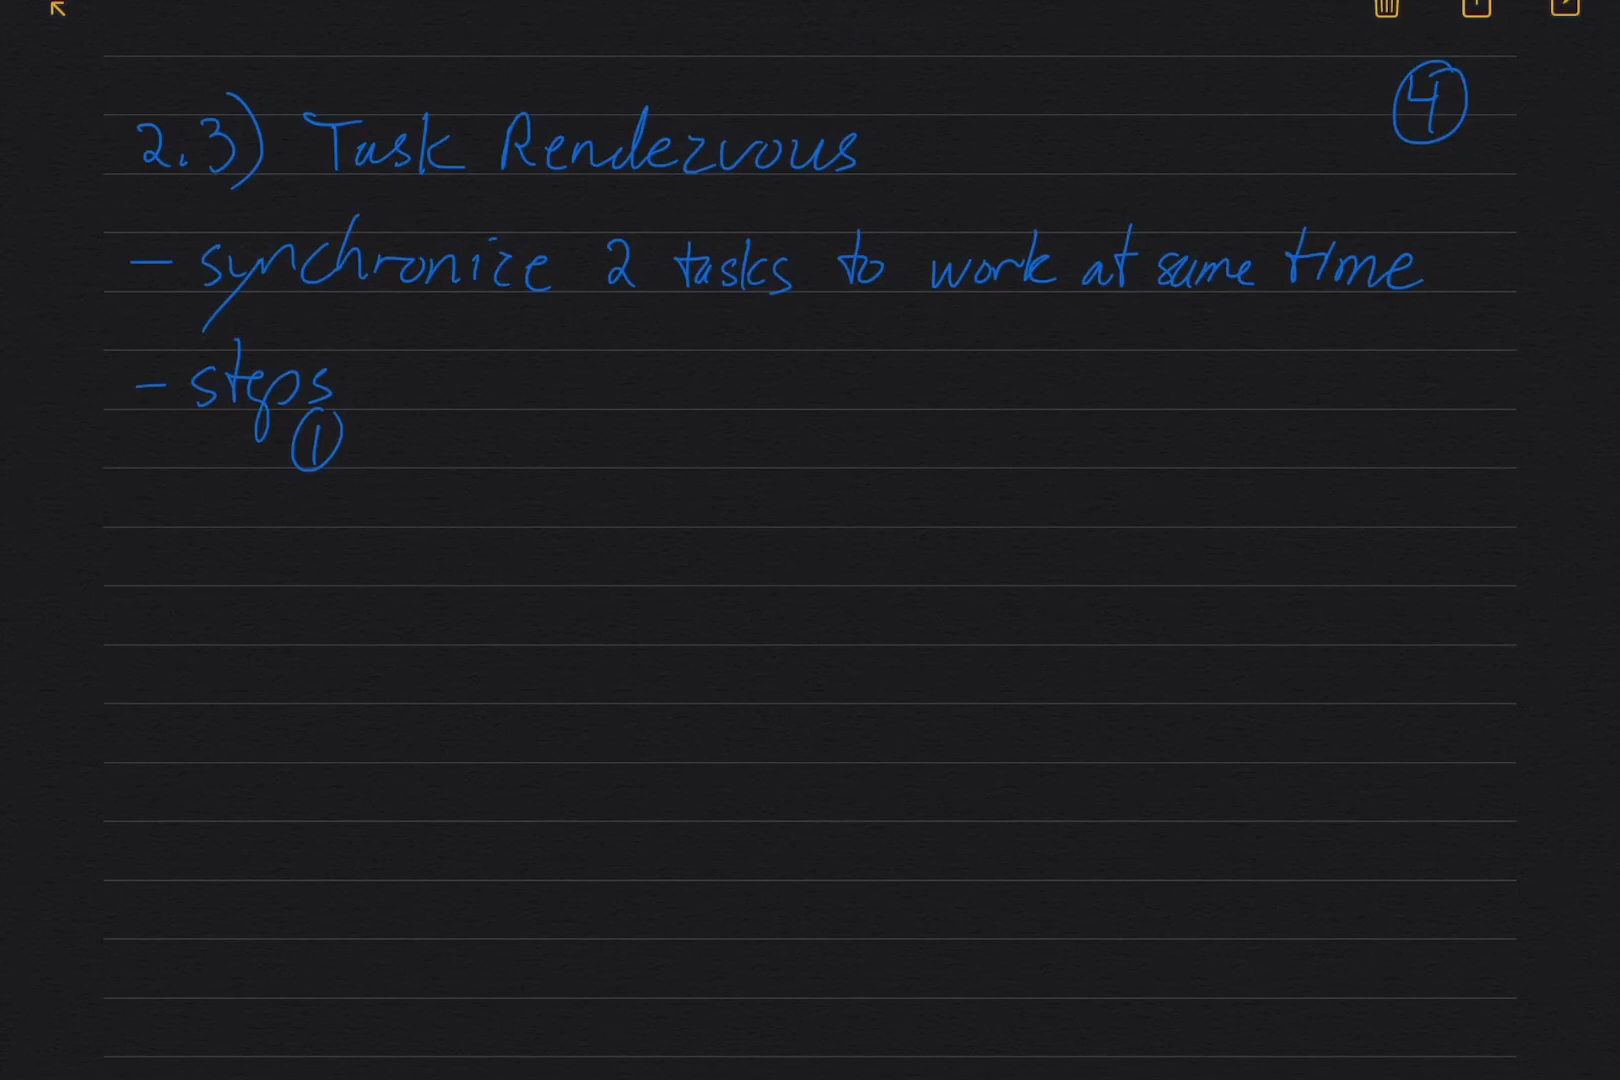 4
2.3) Task Rendezvous
- synchronize 2 tasks to work at same time
- steps
1